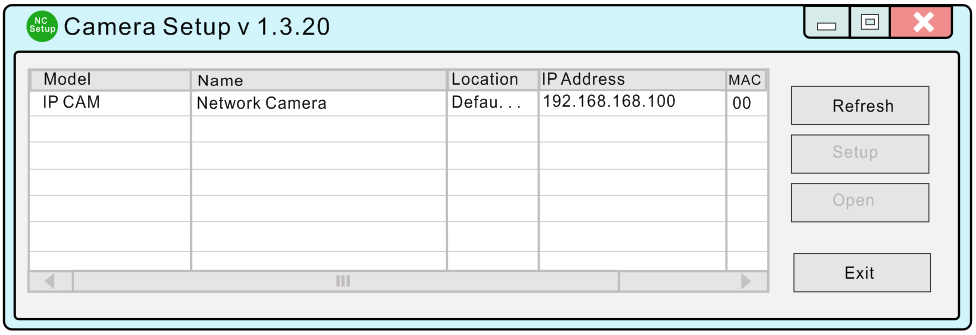 NC
Setup
Camera Setup v 1.3.20
Model Name Location IP Address MAC
IP CAM Network Camera Defau. . . 192.168.168.100 00
Refresh
Setup
Open
Exit